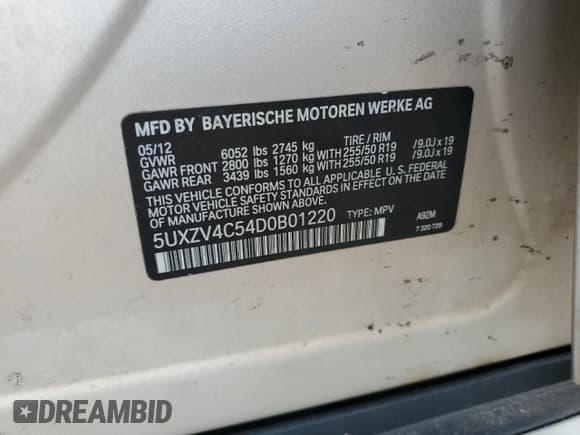 MFD BY BAYERISCHE MOTOREN WERKE AG
05/12 TIRE / RIM
GVWR 6052 lbs 2745 kg
GAWR FRONT 2800 lbs 1270 kg WITH 255/50 R19 /9.0J x 19
GAWR REAR 3439 lbs 1560 kg WITH 255/50 R19 /9.0J x 19
THIS VEHICLE CONFORMS TO ALL APPLICABLE U. S. FEDERAL
MOTOR VEHICLE SAFETY STANDARDS IN EFFECT ON THE DATE
OF MANUFACTURE SHOWN ABOVE.
5UXZV4C54D0B01220 TYPE: MPV A92M
7 320 728
DREAMBID